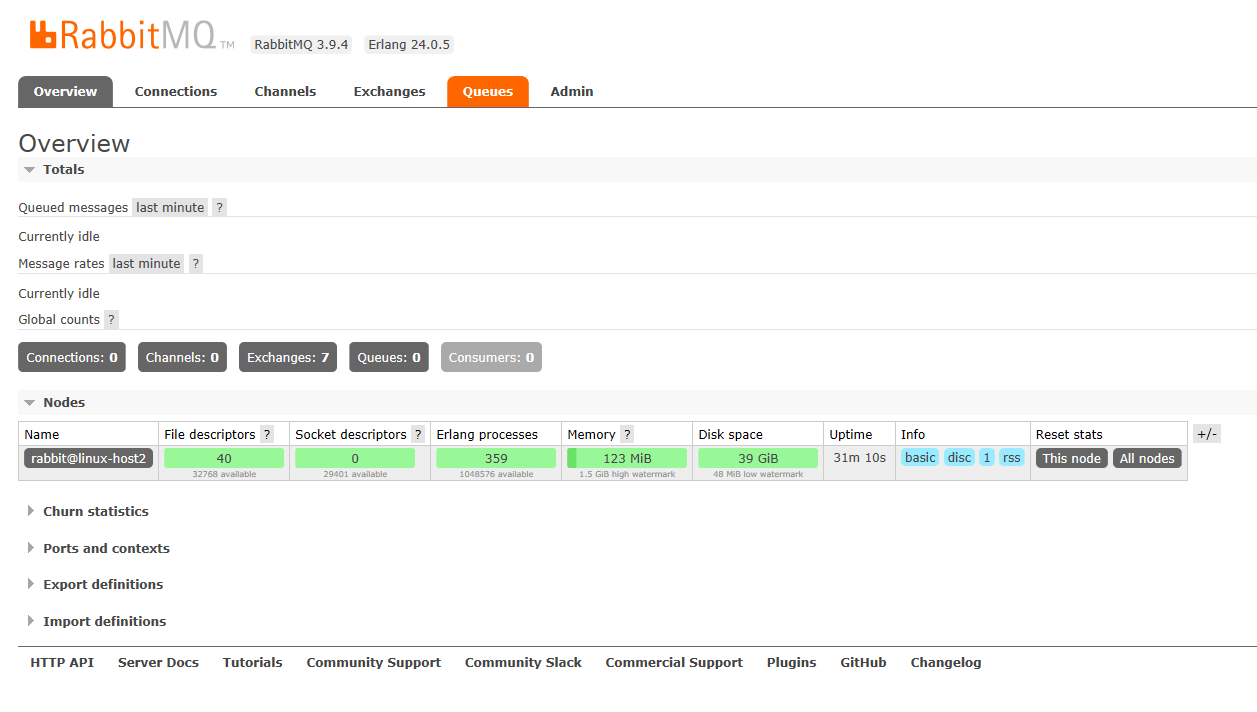 RabbitMQ TM RabbitMQ 3.9.4 Erlang 24.0.5
Overview Connections Channels Exchanges Queues Admin
Overview
Totals
Queued messages last minute ?
Currently idle
Message rates last minute ?
Currently idle
Global counts ?
Connections: 0 Channels: 0 Exchanges: 7 Queues: 0 Consumers: 0
Nodes
Name File descriptors ? Socket descriptors ? Erlang processes Memory ? Disk space Uptime Info Reset stats +/-
rabbit@linux-host2 40 0 359 123 MiB 39 GiB 31m 10s basic disc 1 rss This node All nodes
32768 available 29401 available 1048576 available 1.5 GiB high watermark 48 MiB low watermark
Churn statistics
Ports and contexts
Export definitions
Import definitions
HTTP API Server Docs Tutorials Community Support Community Slack Commercial Support Plugins GitHub Changelog